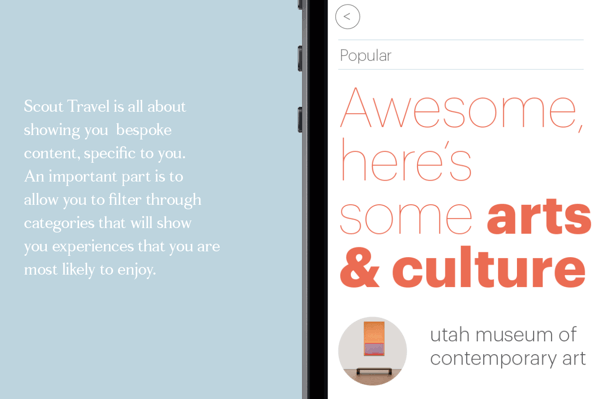 Scout Travel is all about
showing you  bespoke
content, specific to you.
An important part is to
allow you to filter through
categories that will show
you experiences that you are
most likely to enjoy.
<
Popular
Awesome,
here's
some arts
& culture
utah museum of
contemporary art